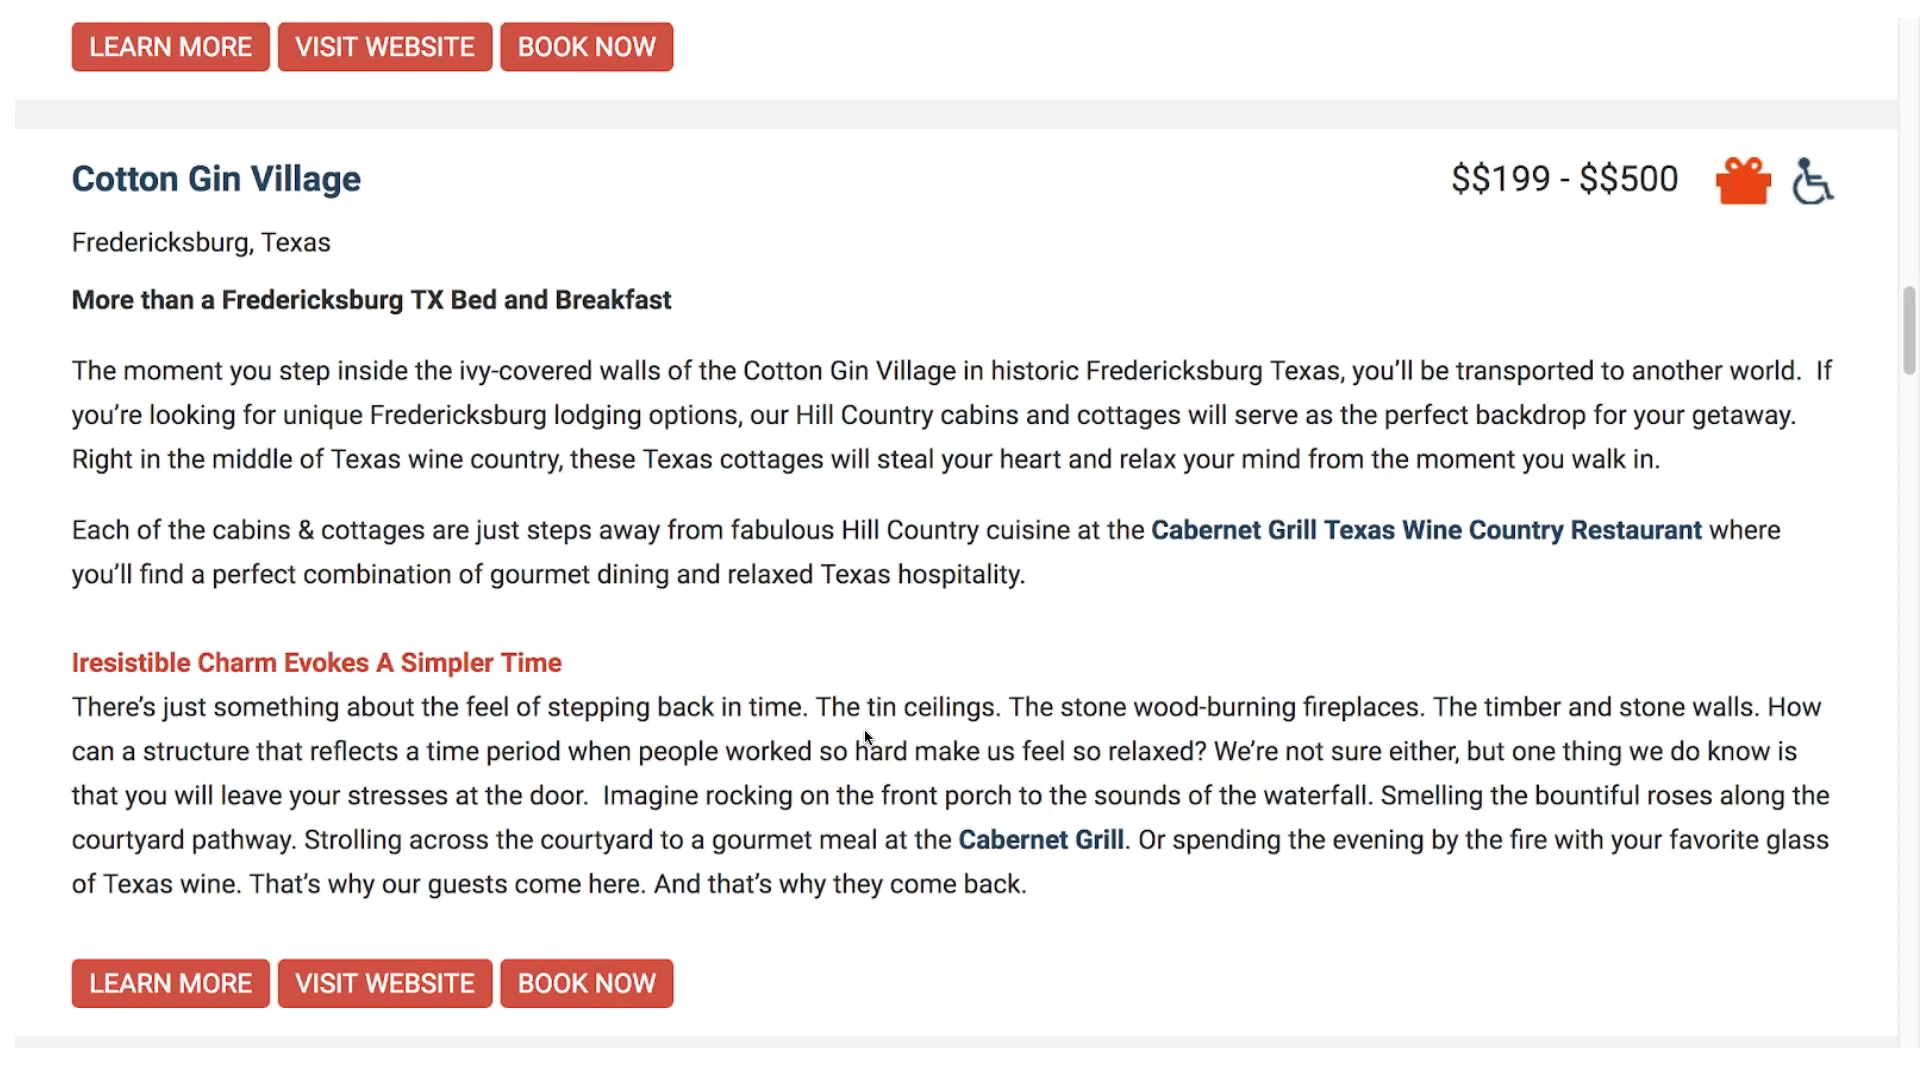 LEARN MORE VISIT WEBSITE BOOK NOW
Cotton Gin Village $$199 - $$500
Fredericksburg, Texas
More than a Fredericksburg TX Bed and Breakfast
The moment you step inside the ivy-covered walls of the Cotton Gin Village in historic Fredericksburg Texas, you’ll be transported to another world.  If
you’re looking for unique Fredericksburg lodging options, our Hill Country cabins and cottages will serve as the perfect backdrop for your getaway.
Right in the middle of Texas wine country, these Texas cottages will steal your heart and relax your mind from the moment you walk in.
Each of the cabins & cottages are just steps away from fabulous Hill Country cuisine at the Cabernet Grill Texas Wine Country Restaurant where
you’ll find a perfect combination of gourmet dining and relaxed Texas hospitality.
Iresistible Charm Evokes A Simpler Time
There’s just something about the feel of stepping back in time. The tin ceilings. The stone wood-burning fireplaces. The timber and stone walls. How
can a structure that reflects a time period when people worked so hard make us feel so relaxed? We’re not sure either, but one thing we do know is
that you will leave your stresses at the door.  Imagine rocking on the front porch to the sounds of the waterfall. Smelling the bountiful roses along the
courtyard pathway. Strolling across the courtyard to a gourmet meal at the Cabernet Grill. Or spending the evening by the fire with your favorite glass
of Texas wine. That’s why our guests come here. And that’s why they come back.
LEARN MORE VISIT WEBSITE BOOK NOW